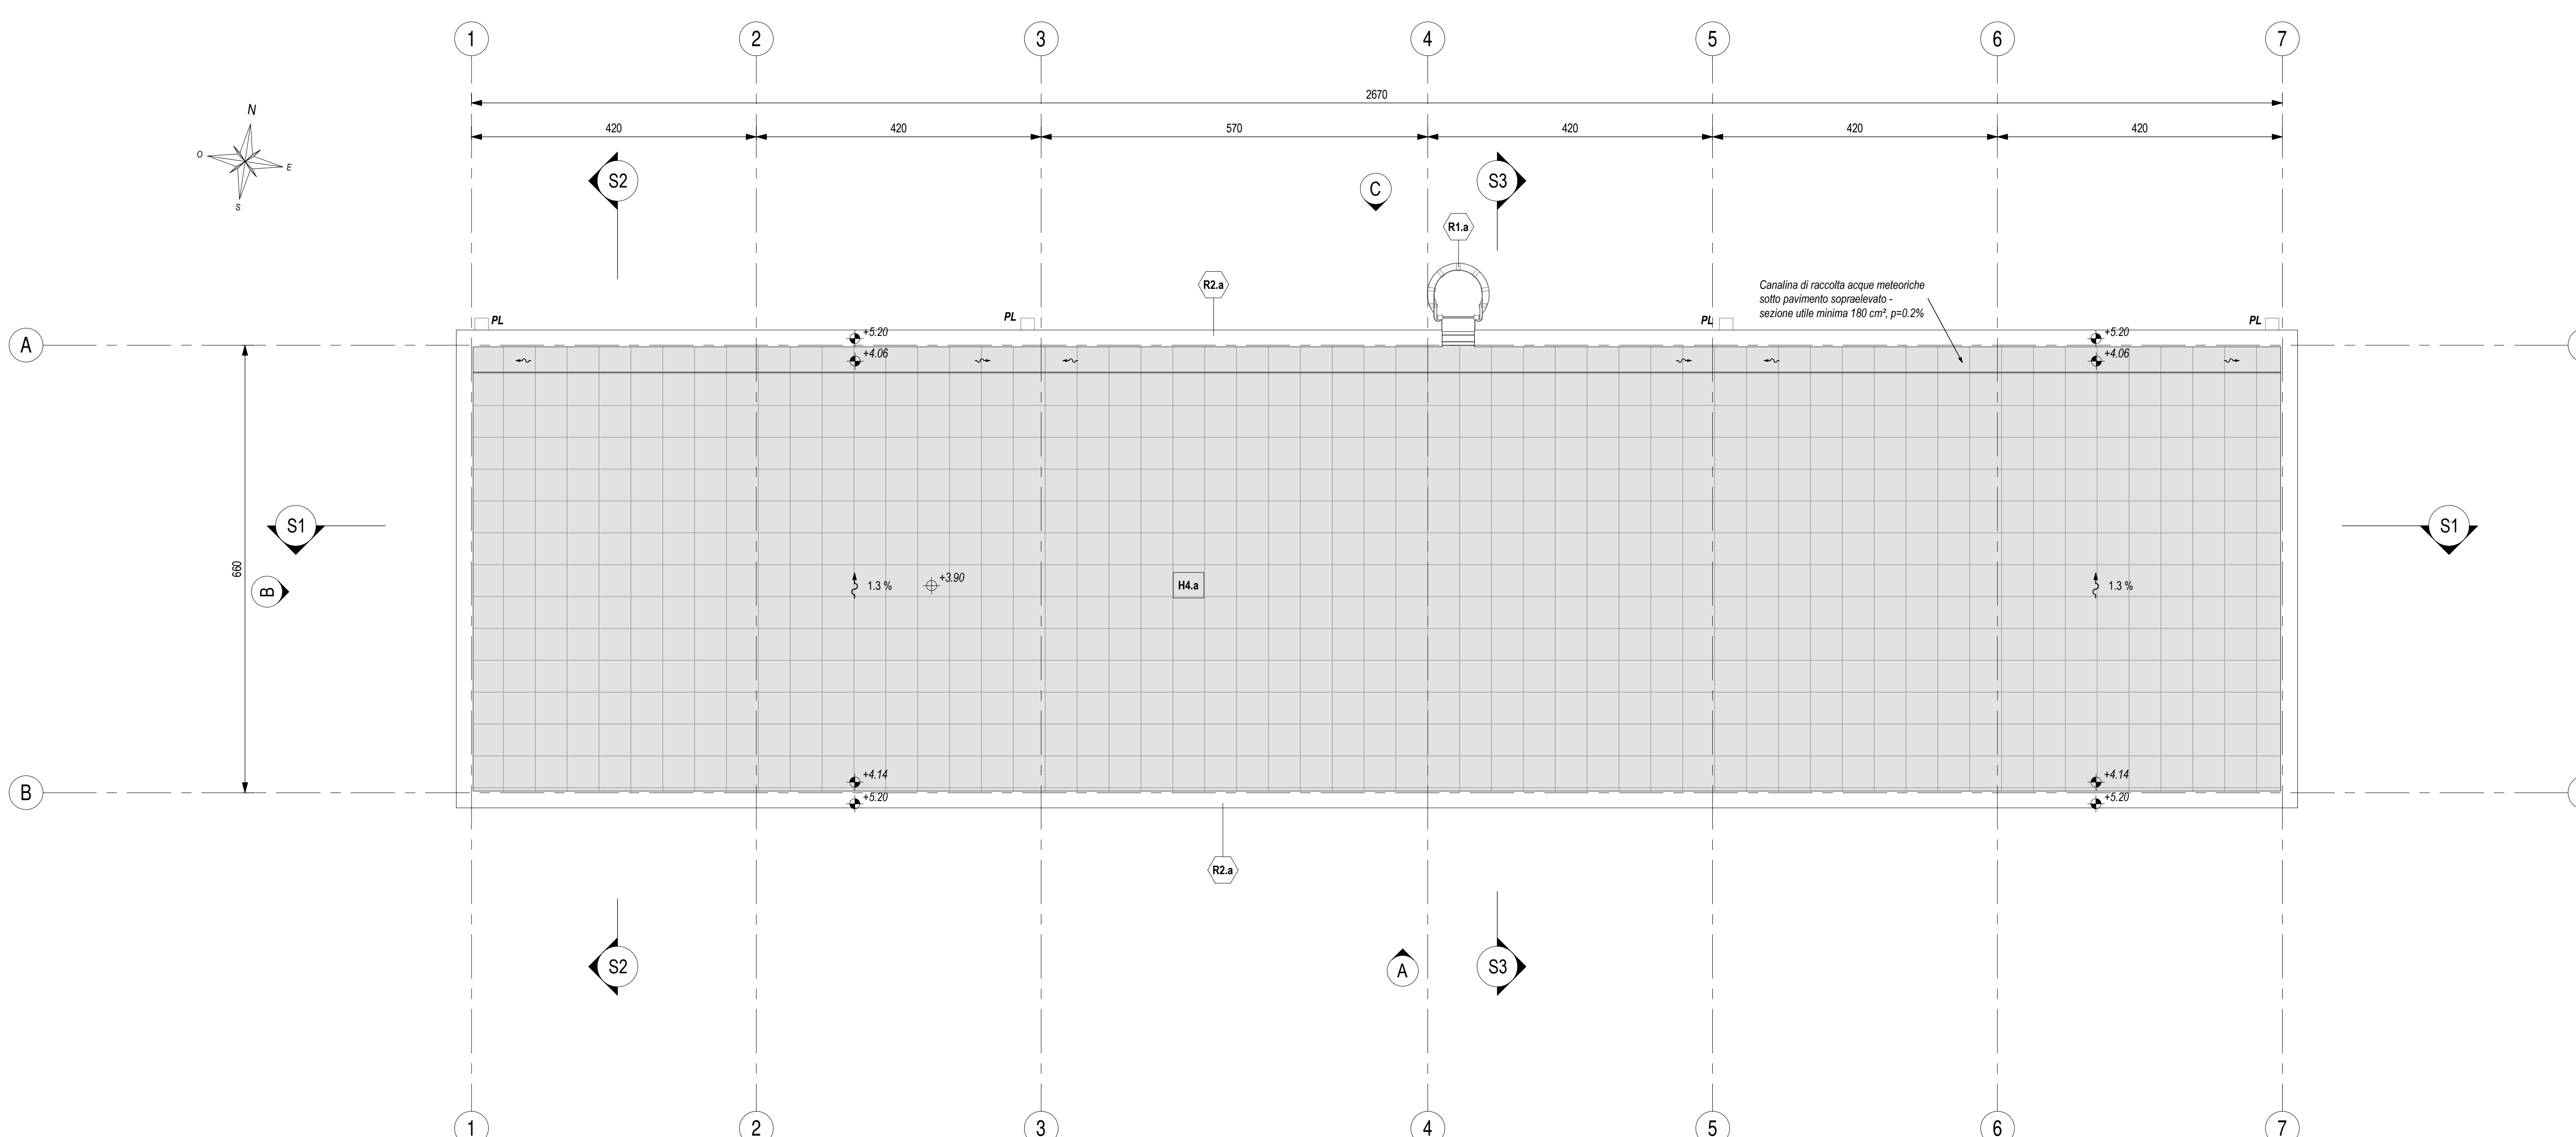 1 2 3 4 5 6 7
2670
420 420 570 420 420 420
N
O E
S
S2 C S3
R1.a
R2.a
Canalina di raccolta acque meteoriche
sotto pavimento sopraelevato -
sezione utile minima 180 cm², p=0.2%
PL PL PL PL
+5.20 +5.20
A
+4.06 +4.06
S1 S1
660
B
1.3 % +3.90 H4.a 1.3 %
+4.14 +4.14
B
+5.20 +5.20
R2.a
S2 A S3
1 2 3 4 5 6 7